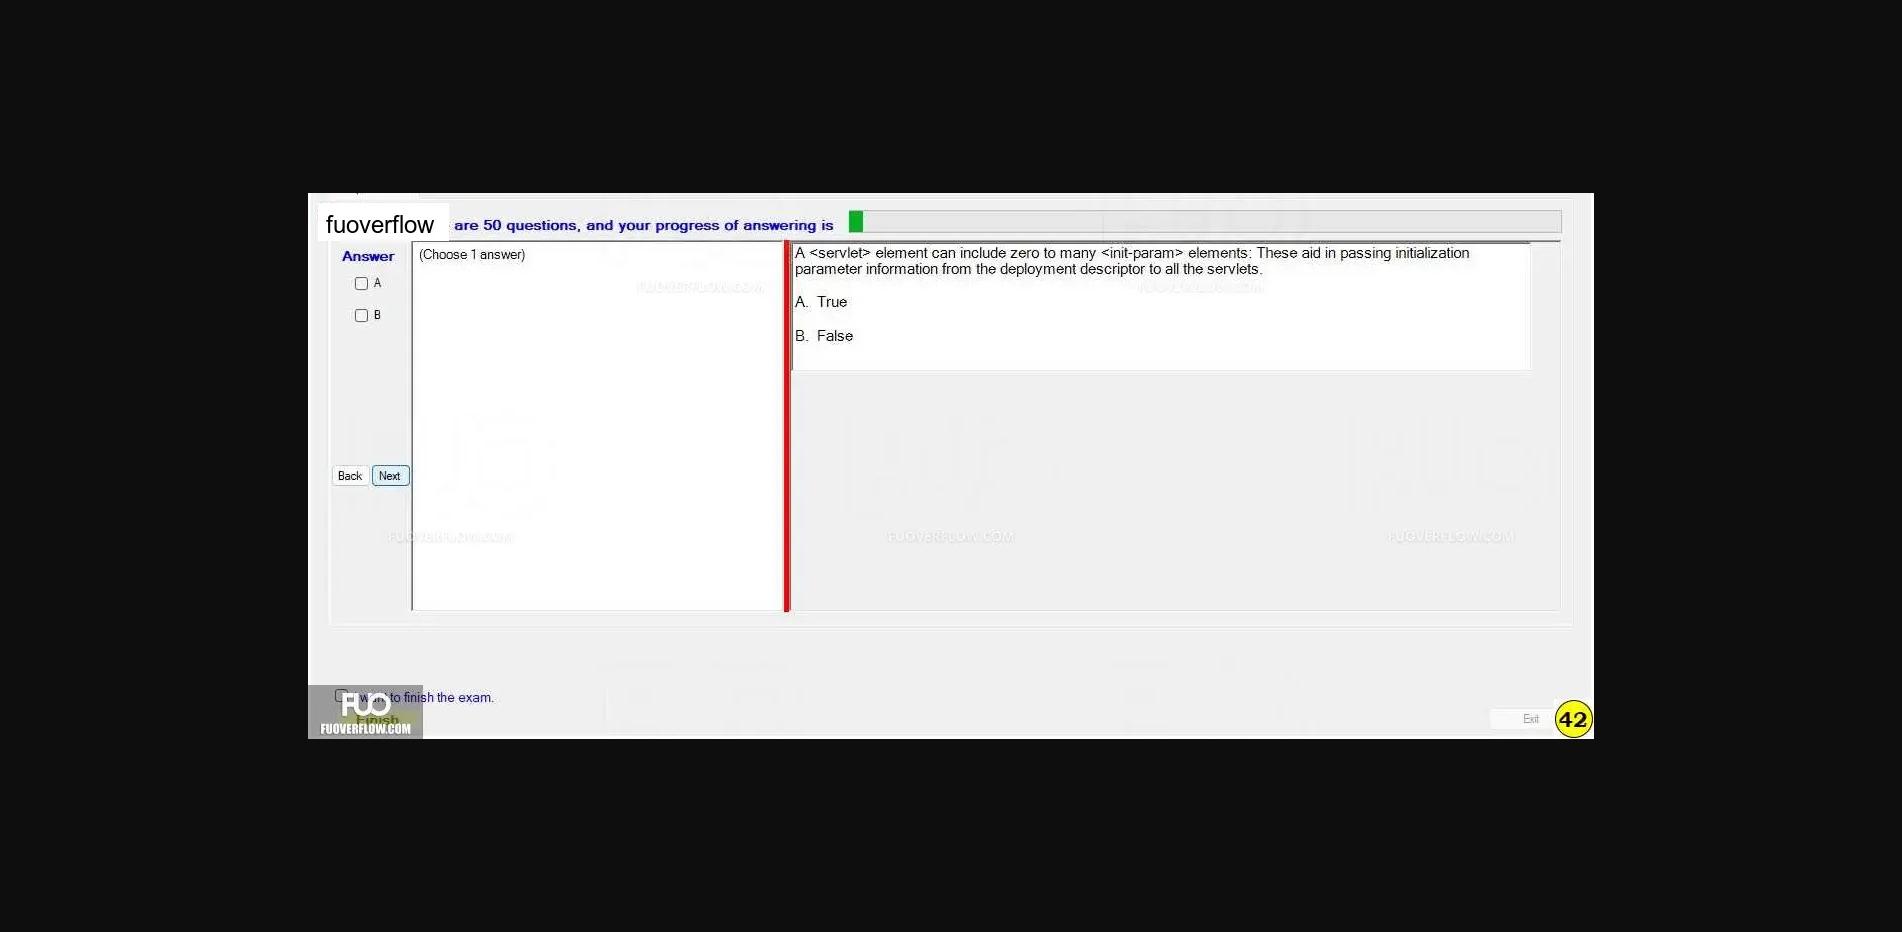 fuoverflow are 50 questions, and your progress of answering is
Answer
(Choose 1 answer)
A
B
Back Next
A <servlet> element can include zero to many <init-param> elements: These aid in passing initialization
parameter information from the deployment descriptor to all the servlets.
A. True
B. False
FUOVERFLOW.COM
FUOVERFLOW.COM
FUOVERFLOW.COM
FUOVERFLOW.COM
FUOVERFLOW.COM
I want to finish the exam.
FUO
Finish
FUOVERFLOW.COM
Exit
42